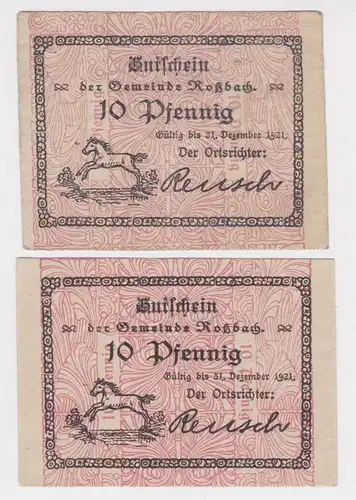 Gutschein
der Gemeinde Roßbach.
10 Pfennig
Gültig bis 31. Dezember 1921.
Der Ortsrichter:
Reusch
Gutschein
der Gemeinde Roßbach.
10 Pfennig
Gültig bis 31. Dezember 1921.
Der Ortsrichter:
Reusch